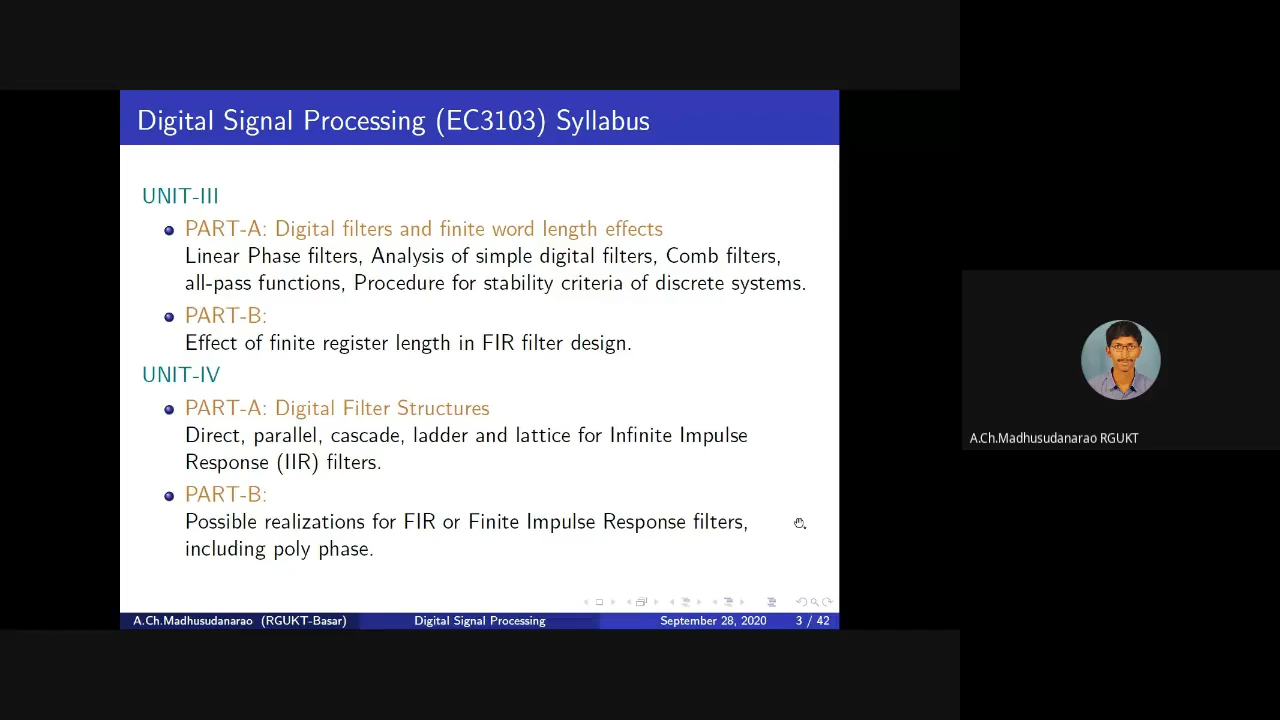 Digital Signal Processing (EC3103) Syllabus
UNIT-III
PART-A: Digital filters and finite word length effects
Linear Phase filters, Analysis of simple digital filters, Comb filters,
all-pass functions, Procedure for stability criteria of discrete systems.
PART-B:
Effect of finite register length in FIR filter design.
UNIT-IV
PART-A: Digital Filter Structures
Direct, parallel, cascade, ladder and lattice for Infinite Impulse
Response (IIR) filters.
PART-B:
Possible realizations for FIR or Finite Impulse Response filters,
including poly phase.
A.Ch.Madhusudanarao (RGUKT-Basar) Digital Signal Processing September 28, 2020 3 / 42
A.Ch.Madhusudanarao RGUKT